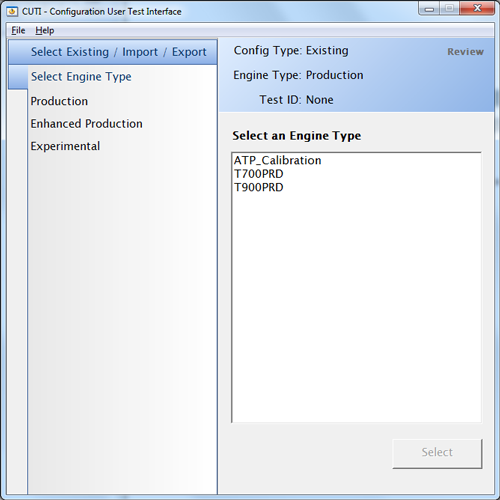 CUTI - Configuration User Test Interface
File Help
Select Existing / Import / Export
Select Engine Type
Production
Enhanced Production
Experimental
Config Type: Existing
Review
Engine Type: Production
Test ID: None
Select an Engine Type
ATP_Calibration
T700PRD
T900PRD
Select